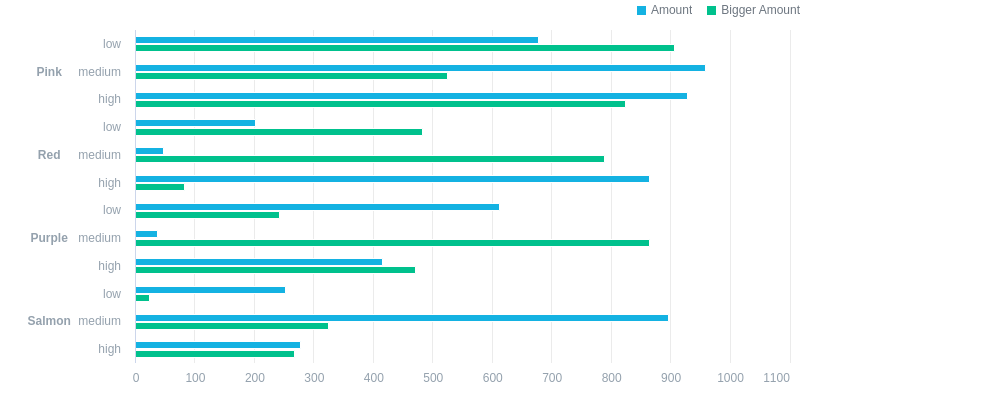 Amount Bigger Amount
low
Pink medium
high
low
Red medium
high
low
Purple medium
high
low
Salmon medium
high
0 100 200 300 400 500 600 700 800 900 1000 1100